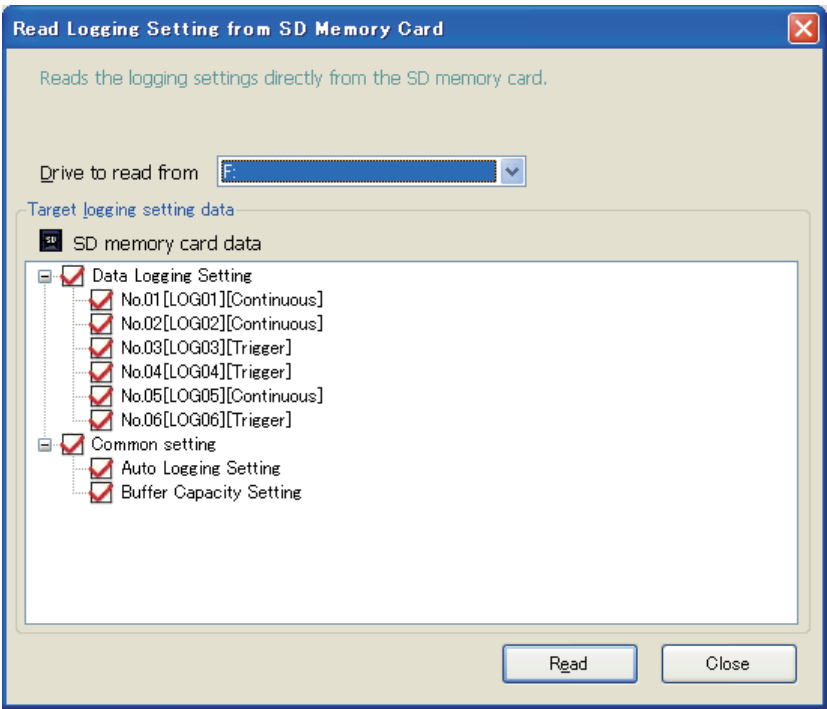 Read Logging Setting from SD Memory Card
Reads the logging settings directly from the SD memory card.
Drive to read from F:
Target logging setting data
SD SD memory card data
Data Logging Setting
No.01[LOG01][Continuous]
No.02[LOG02][Continuous]
No.03[LOG03][Trigger]
No.04[LOG04][Trigger]
No.05[LOG05][Continuous]
No.06[LOG06][Trigger]
Common setting
Auto Logging Setting
Buffer Capacity Setting
Read Close